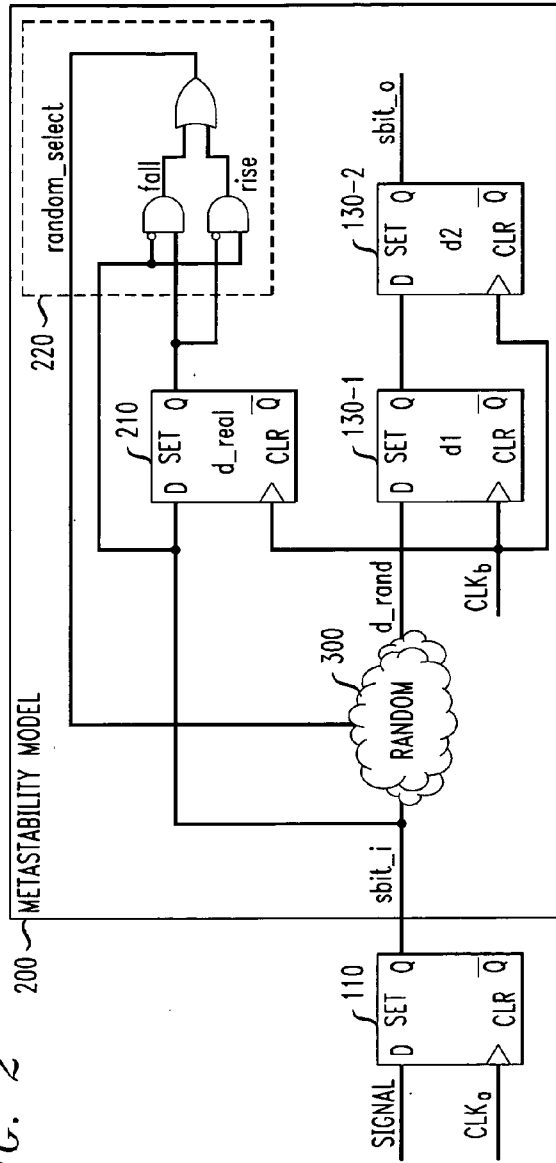 FIG. 2
200
METASTABILITY MODEL
220
random_select
fall
rise
210
D SET Q
d_real
CLR Q
300
RANDOM
d_rand
130-1
D SET Q
d1
CLR Q
130-2
D SET Q
d2
CLR Q
sbit_o
CLKb
sbit_i
110
SIGNAL
D SET Q
CLR Q
CLKa